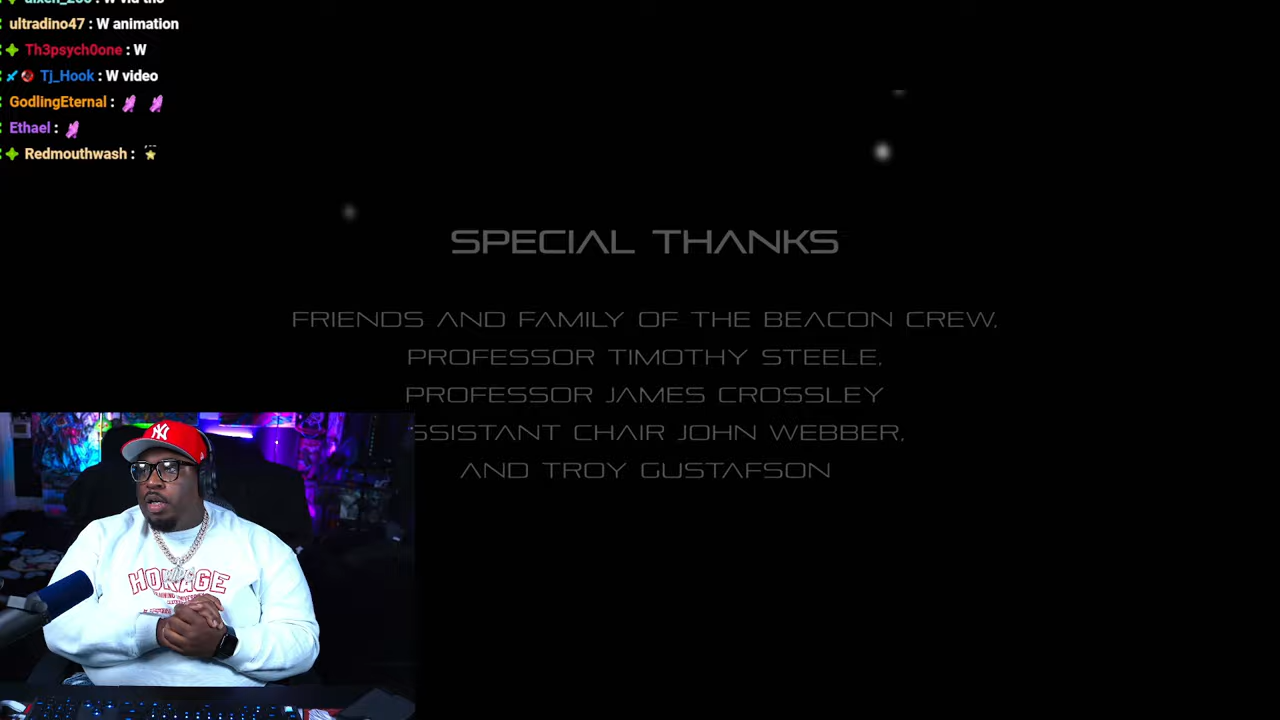 ultradino47 : W animation
Th3psych0one : W
Tj_Hook : W video
GodlingEternal :
Ethael :
Redmouthwash :
SPECIAL THANKS
FRIENDS AND FAMILY OF THE BEACON CREW,
PROFESSOR TIMOTHY STEELE,
PROFESSOR JAMES CROSSLEY
SSISTANT CHAIR JOHN WEBBER,
AND TROY GUSTAFSON
NY
HOKAGE